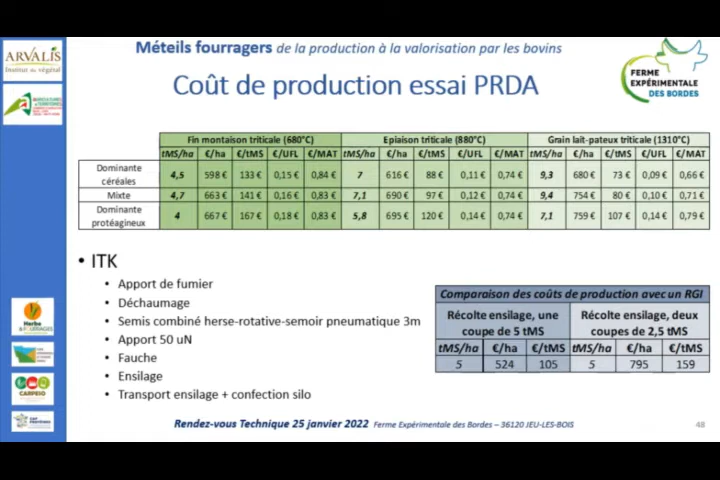 ARVALIS
Institut du végétal
Méteils fourragers de la production à la valorisation par les bovins
FERME
EXPÉRIMENTALE
DES BORDES
Coût de production essai PRDA
Fin montaison triticale (680°C) Epiaison triticale (880°C) Grain lait-pateux triticale (1310°C)
tMS/ha €/ha €/tMS €/UFL €/MAT tMS/ha €/ha €/tMS €/UFL €/MAT tMS/ha €/ha €/tMS €/UFL €/MAT
Dominante céréales 4,5 598 € 133 € 0,15 € 0,84 € 7 616 € 88 € 0,11 € 0,74 € 9,3 680 € 73 € 0,09 € 0,66 €
Mixte 4,7 663 € 141 € 0,16 € 0,83 € 7,1 690 € 97 € 0,12 € 0,74 € 9,4 754 € 80 € 0,10 € 0,71 €
Dominante protéagineux 4 667 € 167 € 0,18 € 0,83 € 5,8 695 € 120 € 0,14 € 0,74 € 7,1 759 € 107 € 0,14 € 0,79 €
• ITK
• Apport de fumier
• Déchaumage
• Semis combiné herse-rotative-semoir pneumatique 3m
• Apport 50 uN
• Fauche
• Ensilage
• Transport ensilage + confection silo
Comparaison des coûts de production avec un RGI
Récolte ensilage, une coupe de 5 tMS Récolte ensilage, deux coupes de 2,5 tMS
tMS/ha €/ha €/tMS tMS/ha €/ha €/tMS
5 524 105 5 795 159
Herbe
& FOURRAGES
CARPEIO
CAP PROTÉINES
Rendez-vous Technique 25 janvier 2022 Ferme Expérimentale des Bordes – 36120 JEU-LES-BOIS
48